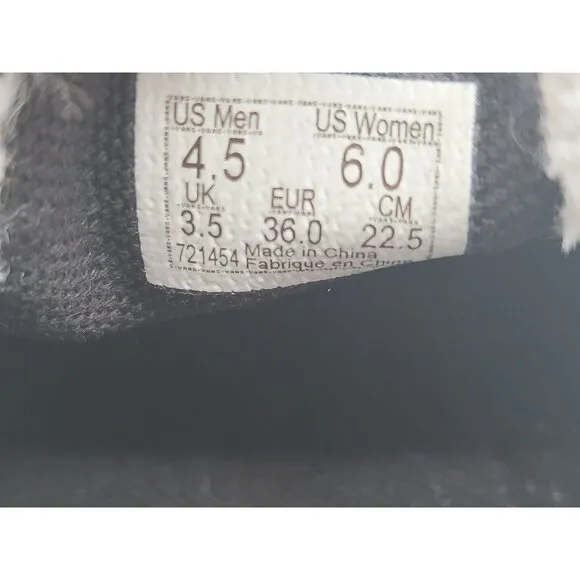 US Men US Women
4.5 6.0
UK EUR CM
3.5 36.0 22.5
721454 Made in China
Fabriqué en China